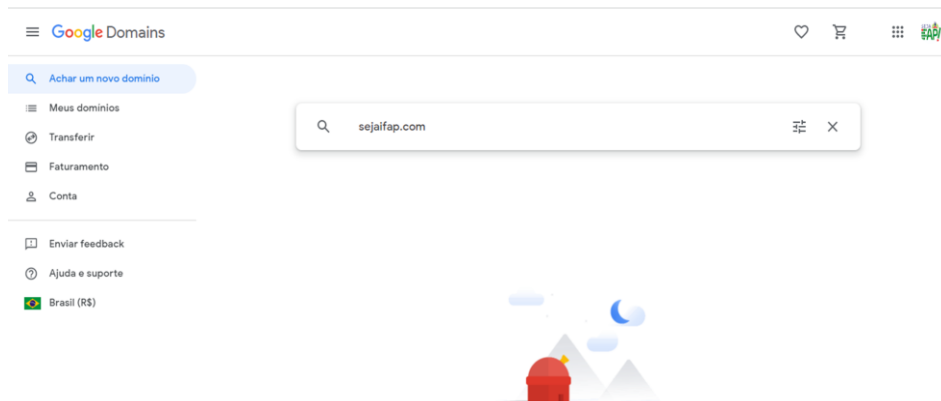 Google Domains
Achar um novo domínio
Meus domínios
Transferir
Faturamento
Conta
Enviar feedback
Ajuda e suporte
Brasil (R$)
sejaifap.com